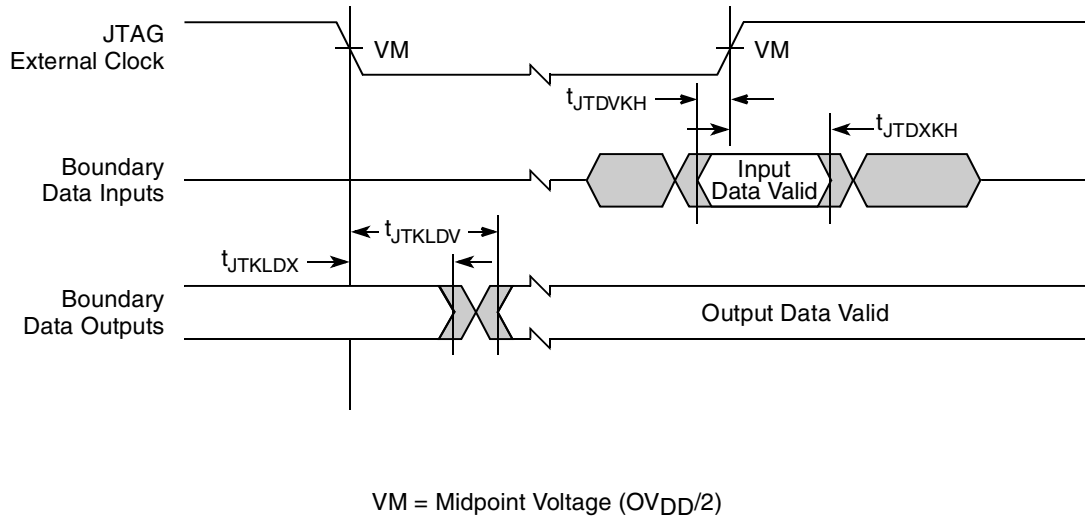 JTAG
External Clock
VM
VM
tJTDVKH
tJTDXKH
Boundary
Data Inputs
Input
Data Valid
tJTKLDV
tJTKLDX
Boundary
Data Outputs
Output Data Valid
VM = Midpoint Voltage (OVDD/2)